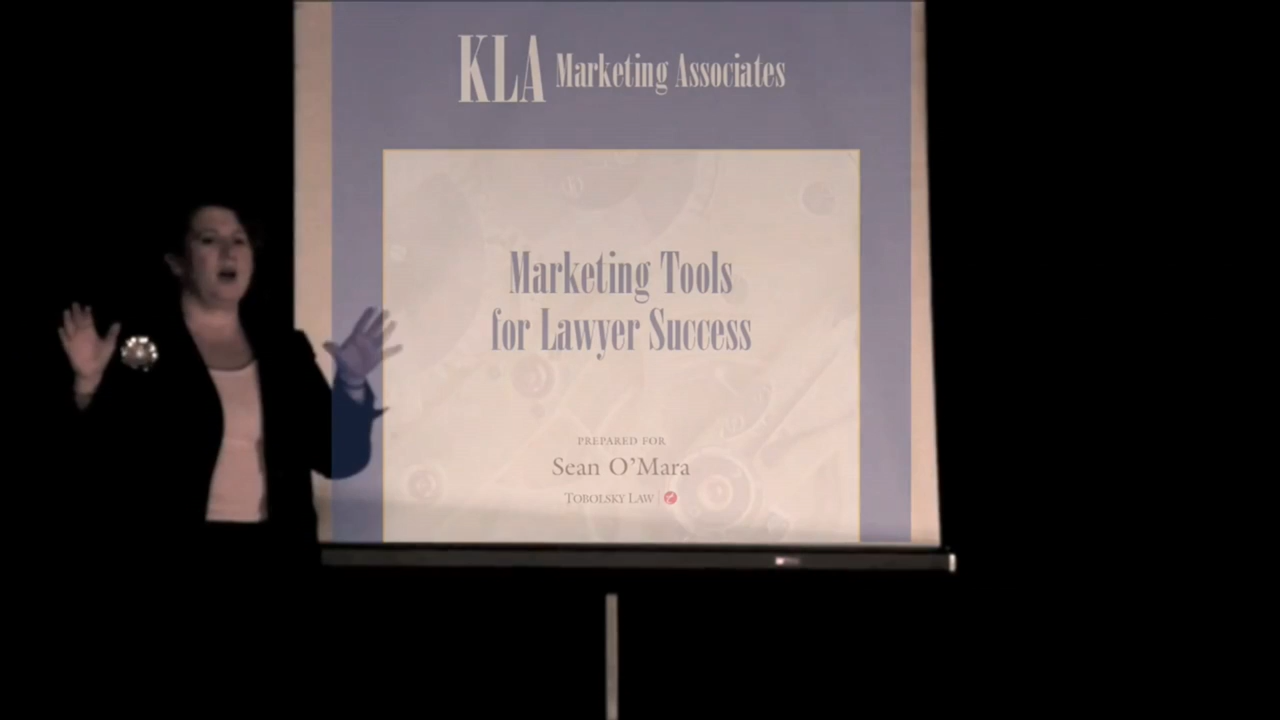 KLA Marketing Associates
Marketing Tools
for Lawyer Success
PREPARED FOR
Sean O'Mara
TOBOLSKY LAW